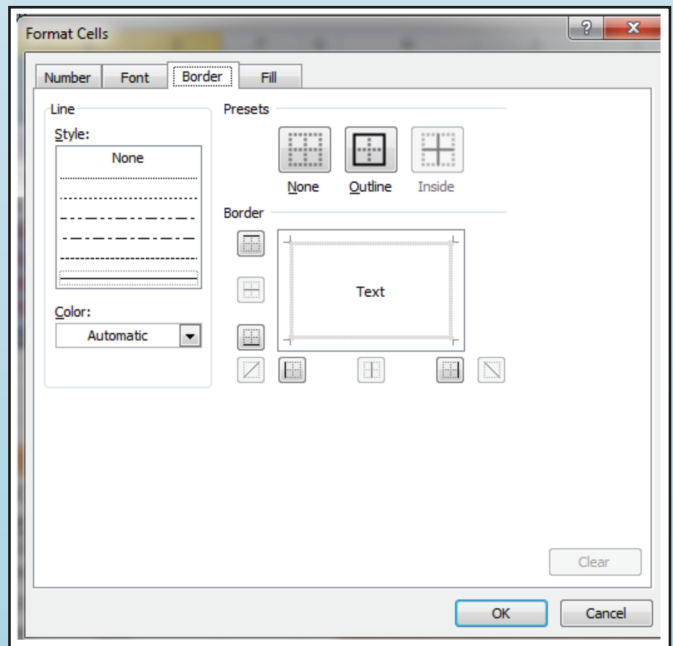 Format Cells
?
X
Number Font Border Fill
Line
Style:
None
Color:
Automatic
Presets
None Outline Inside
Border
Text
Clear
OK Cancel